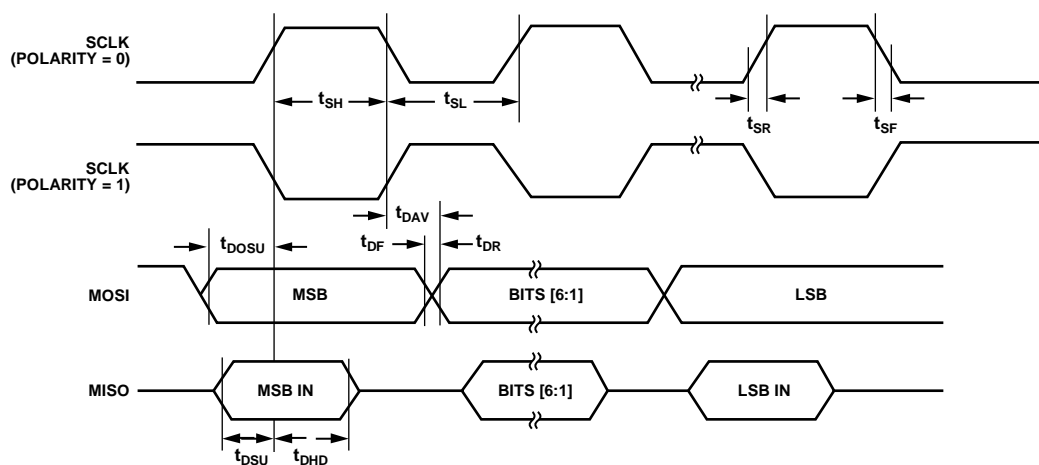 SCLK
(POLARITY = 0)
tSH
tSL
tSR
tSF
SCLK
(POLARITY = 1)
tDAV
tDOSU
tDF
tDR
MOSI
MSB
BITS [6:1]
LSB
MISO
MSB IN
BITS [6:1]
LSB IN
tDSU
tDHD